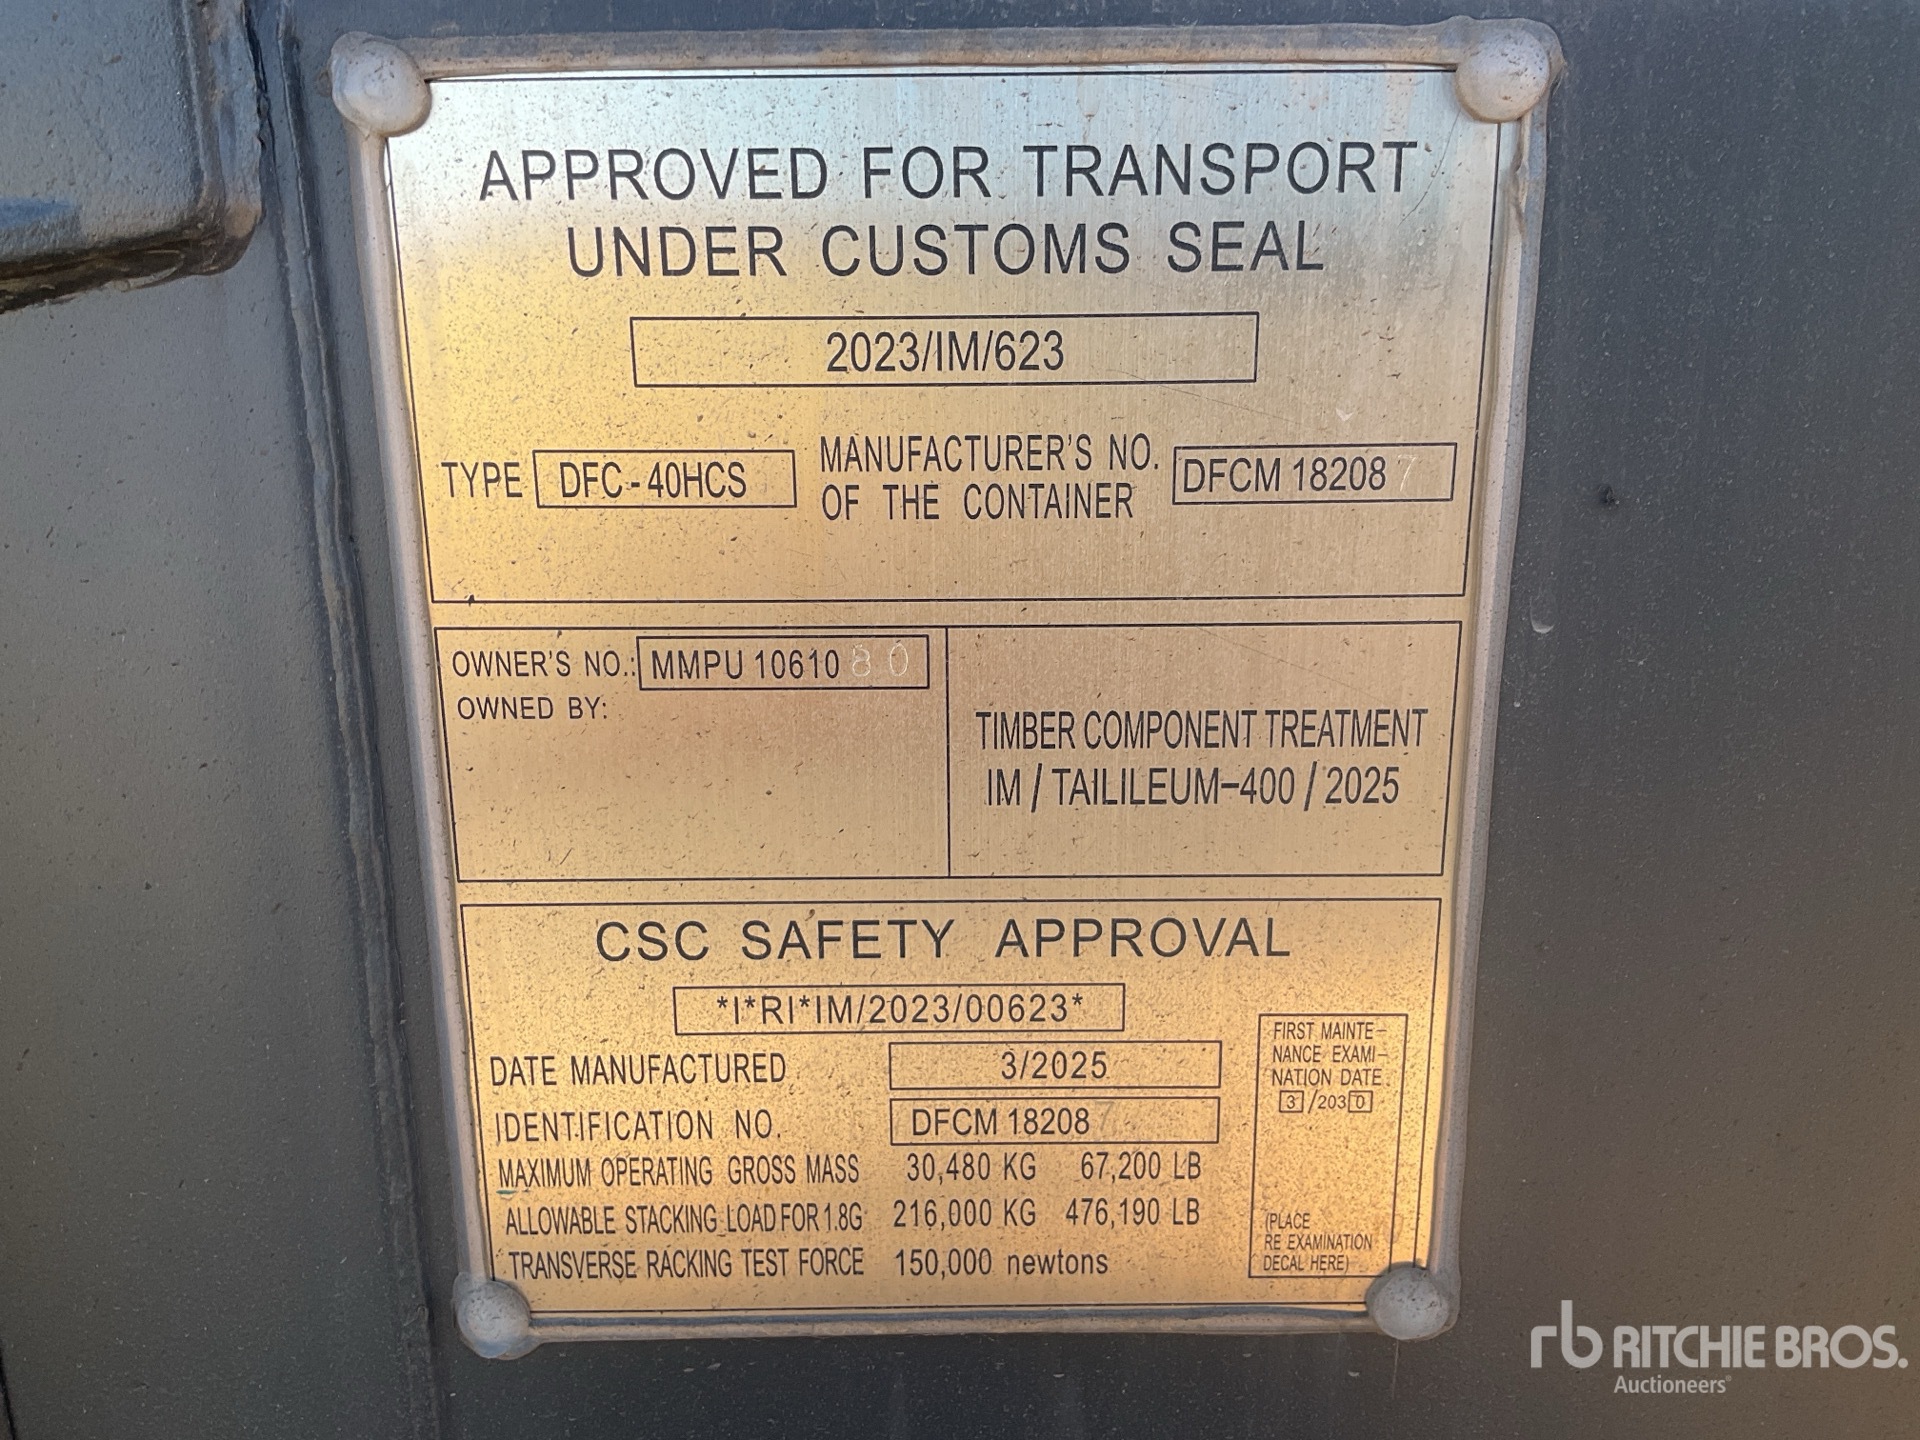 APPROVED FOR TRANSPORT
UNDER CUSTOMS SEAL
2023/IM/623
TYPE DFC-40HCS MANUFACTURER'S NO. OF THE CONTAINER DFCM 182087
OWNER'S NO.: MMPU 10610 8 0
OWNED BY:
TIMBER COMPONENT TREATMENT
IM / TAILILEUM-400 / 2025
CSC SAFETY APPROVAL
*I*RI*IM/2023/00623*
DATE MANUFACTURED 3/2025
IDENTIFICATION NO. DFCM 182087
MAXIMUM OPERATING GROSS MASS 30,480 KG 67,200 LB
ALLOWABLE STACKING LOAD FOR 1.8G 216,000 KG 476,190 LB
TRANSVERSE RACKING TEST FORCE 150,000 newtons
FIRST MAINTE-
NANCE EXAMI-
NATION DATE
3/2030
(PLACE
RE EXAMINATION
DECAL HERE)
rb RITCHIE BROS.
Auctioneers